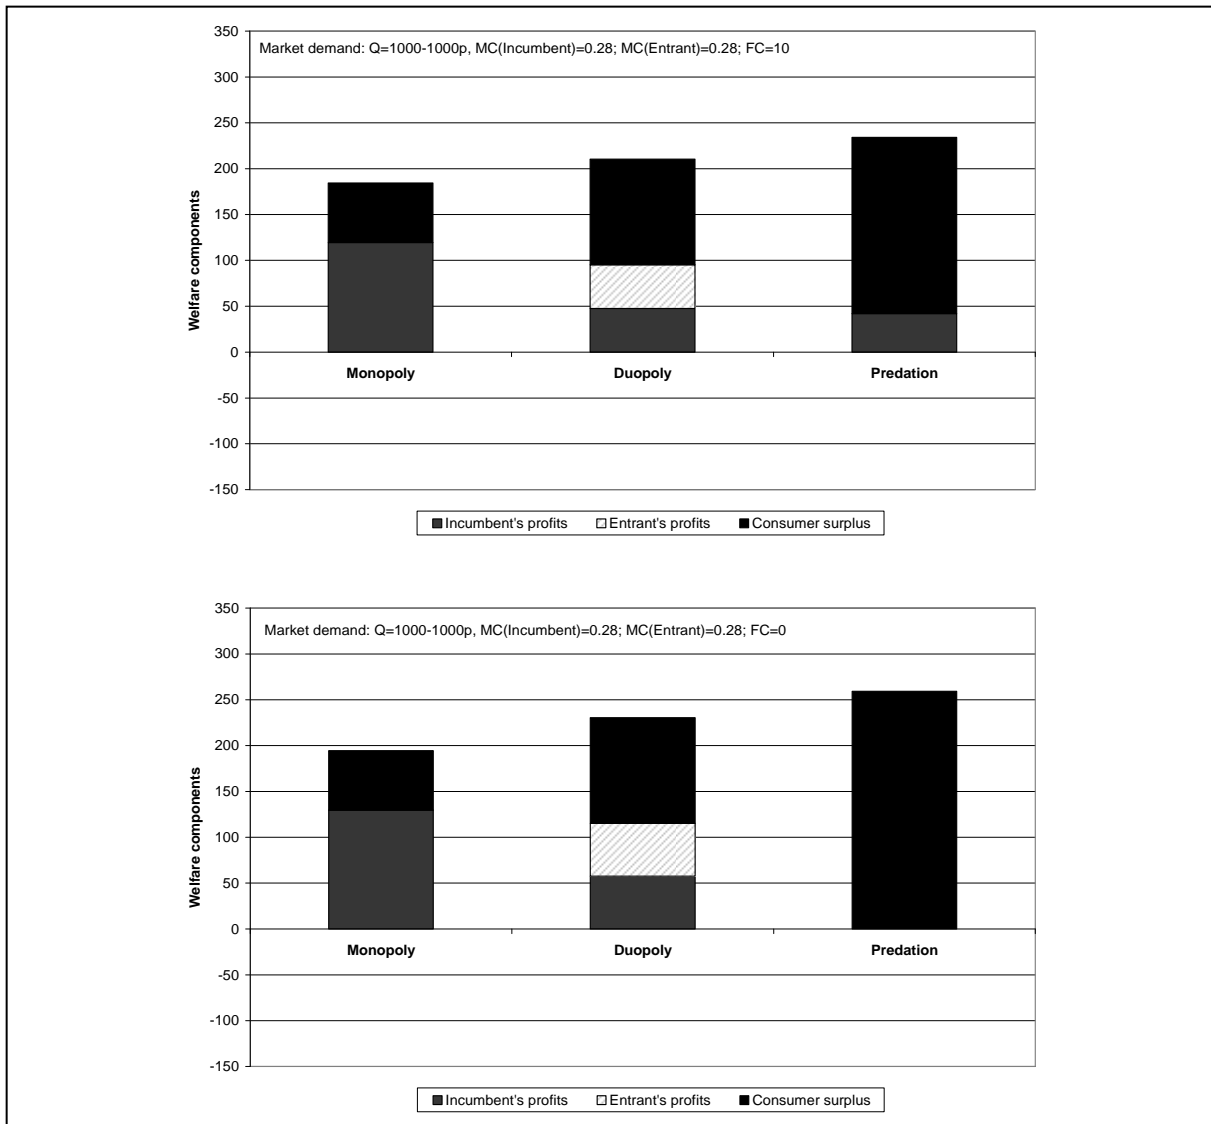 350
Market demand: Q=1000-1000p, MC(Incumbent)=0.28; MC(Entrant)=0.28; FC=10
300
250
200
150
100
50
0
-50
-100
-150
Welfare components
Monopoly Duopoly Predation
Incumbent's profits Entrant's profits Consumer surplus
350
Market demand: Q=1000-1000p, MC(Incumbent)=0.28; MC(Entrant)=0.28; FC=0
300
250
200
150
100
50
0
-50
-100
-150
Welfare components
Monopoly Duopoly Predation
Incumbent's profits Entrant's profits Consumer surplus